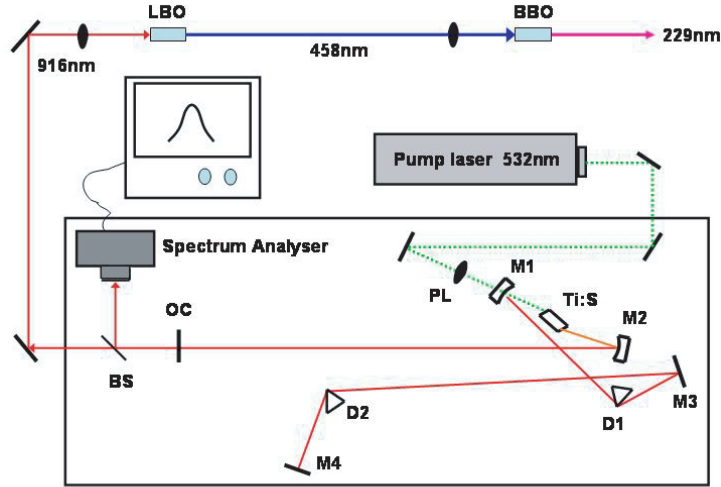 LBO
BBO
916nm
458nm
229nm
Pump laser 532nm
Spectrum Analyser
M1
PL
Ti:S
OC
M2
BS
M3
D2
D1
M4